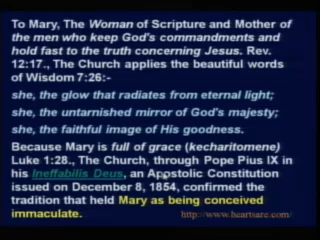 To Mary, The Woman of Scripture and Mother of
the men who keep God's commandments and
hold fast to the truth concerning Jesus. Rev.
12:17., The Church applies the beautiful words
of Wisdom 7:26:-
she, the glow that radiates from eternal light;
she, the untarnished mirror of God's majesty;
she, the faithful image of His goodness.
Because Mary is full of grace (kecharitomene)
Luke 1:28., The Church, through Pope Pius IX in
his Ineffabilis Deus, an Apostolic Constitution
issued on December 8, 1854, confirmed the
tradition that held Mary as being conceived
immaculate.
http://www.heartsare.com/